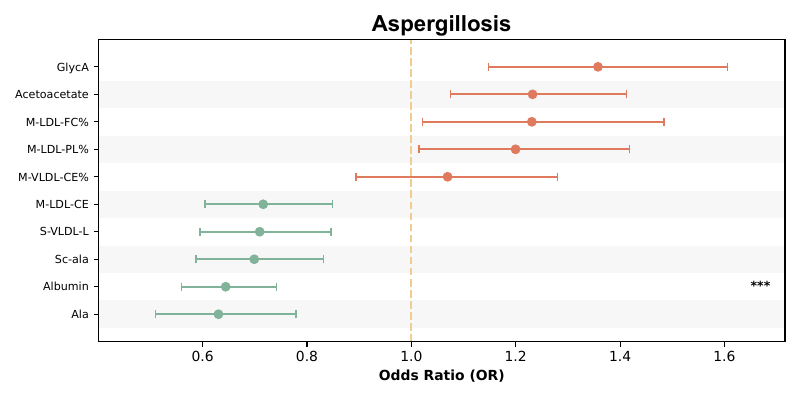 Aspergillosis
GlycA
Acetoacetate
M-LDL-FC%
M-LDL-PL%
M-VLDL-CE%
M-LDL-CE
S-VLDL-L
Sc-ala
Albumin
***
Ala
0.6 0.8 1.0 1.2 1.4 1.6
Odds Ratio (OR)